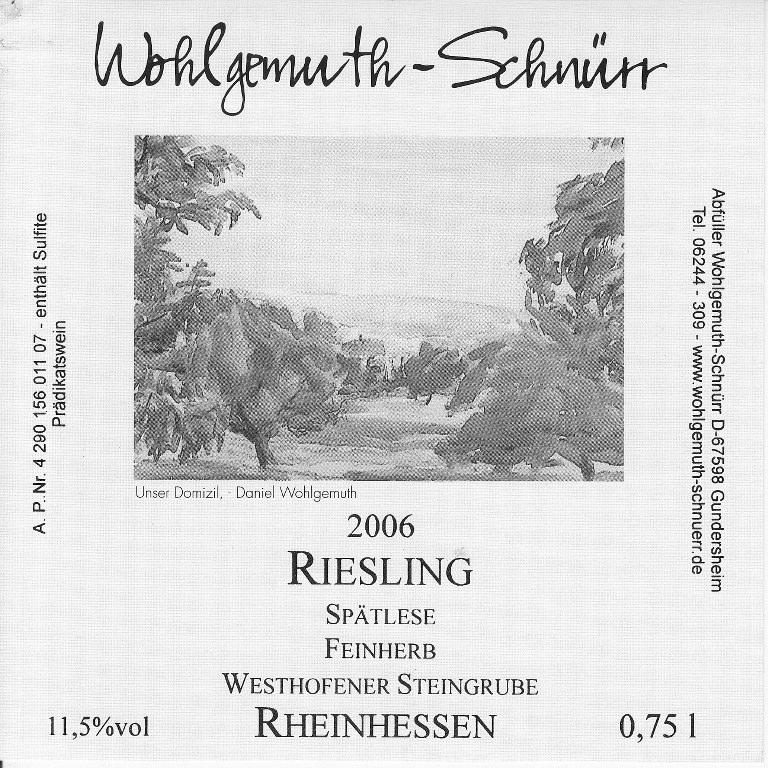 Wohlgemuth-Schnürr
A. P. Nr. 4 290 156 011 07 - enthält Sulfite
Prädikatswein
Abfüller Wohlgemuth-Schnürr D-67598 Gundersheim
Tel. 06244 - 309 - www.wohlgemuth-schnuerr.de
Unser Domizil, · Daniel Wohlgemuth
2006
RIESLING
SPÄTLESE
FEINHERB
WESTHOFENER STEINGRUBE
11,5%vol RHEINHESSEN 0,75 l